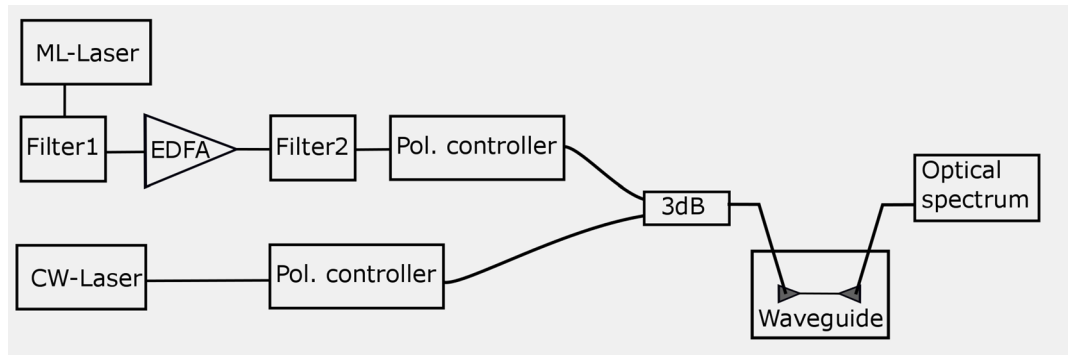 ML-Laser
Filter1
EDFA
Filter2
Pol. controller
3dB
Optical
spectrum
CW-Laser
Pol. controller
Waveguide